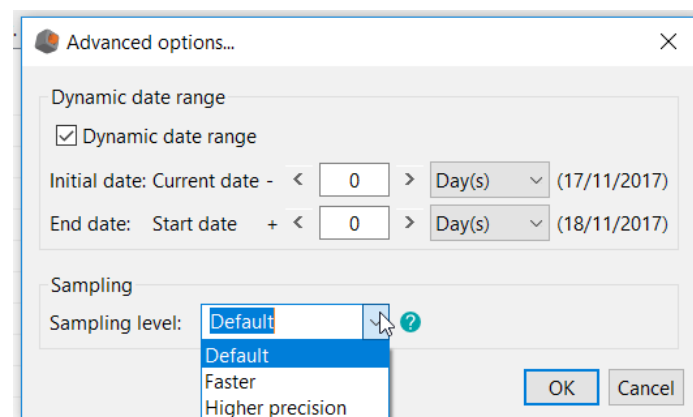 Advanced options...
Dynamic date range
Dynamic date range
Initial date: Current date - < 0 > Day(s) (17/11/2017)
End date: Start date + < 0 > Day(s) (18/11/2017)
Sampling
Sampling level: Default ?
Default
Faster
Higher precision
OK Cancel